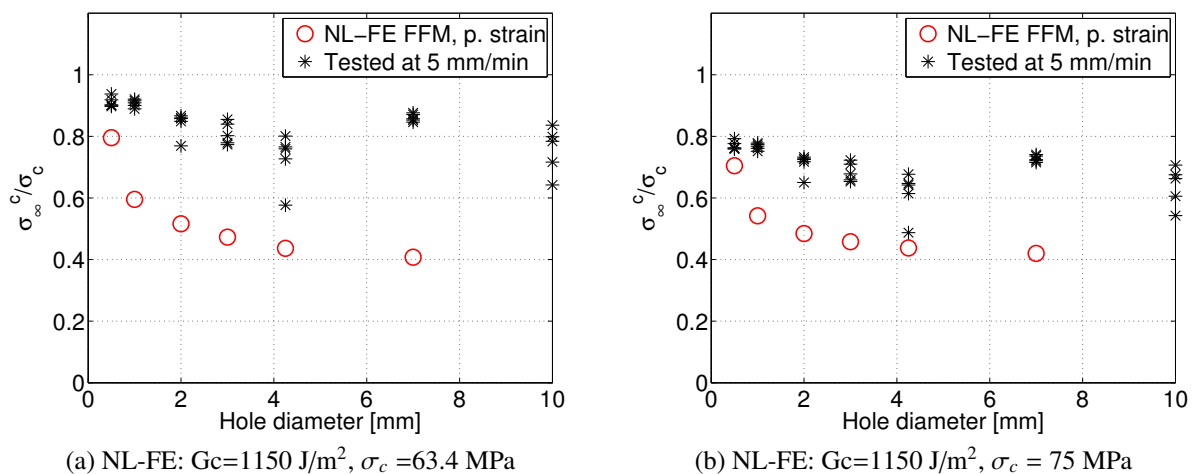 NL−FE FFM, p. strain
Tested at 5 mm/min
1
0.8
0.6
0.4
0.2
0
0 2 4 6 8 10
σ∞ᶜ/σc
Hole diameter [mm]
(a) NL-FE: Gc=1150 J/m², σc =63.4 MPa
NL−FE FFM, p. strain
Tested at 5 mm/min
1
0.8
0.6
0.4
0.2
0
0 2 4 6 8 10
σ∞ᶜ/σc
Hole diameter [mm]
(b) NL-FE: Gc=1150 J/m², σc = 75 MPa